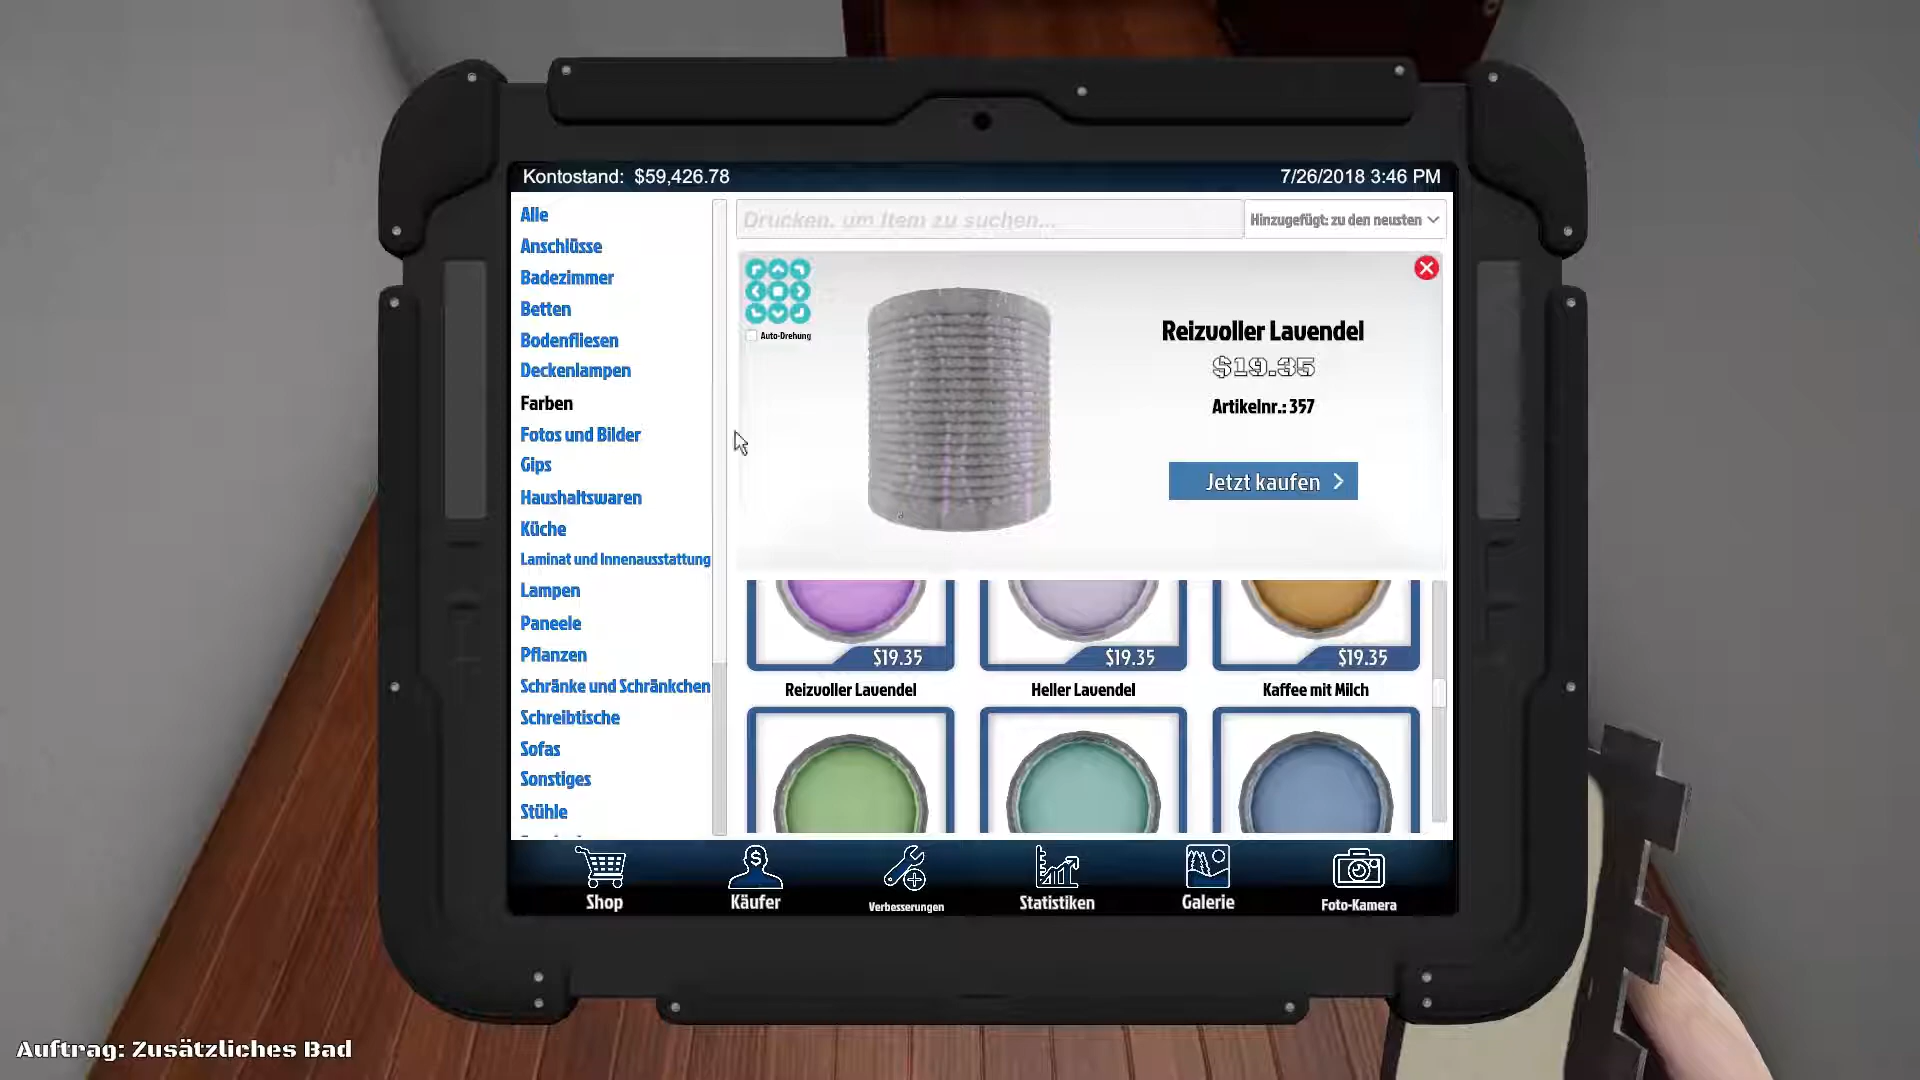 Kontostand: $59,426.78
7/26/2018 3:46 PM
Alle
Anschlüsse
Badezimmer
Betten
Bodenfliesen
Deckenlampen
Farben
Fotos und Bilder
Gips
Haushaltswaren
Küche
Laminat und Innenausstattung
Lampen
Paneele
Pflanzen
Schränke und Schränkchen
Schreibtische
Sofas
Sonstiges
Stühle
Drucken, um Item zu suchen...
Hinzugefügt: zu den neusten
Auto-Drehung
Reizvoller Lavendel
$19.35
Artikelnr.: 357
Jetzt kaufen
$19.35
$19.35
$19.35
Reizvoller Lavendel
Heller Lavendel
Kaffee mit Milch
Shop
Käufer
Verbesserungen
Statistiken
Galerie
Foto-Kamera
Auftrag: Zusätzliches Bad